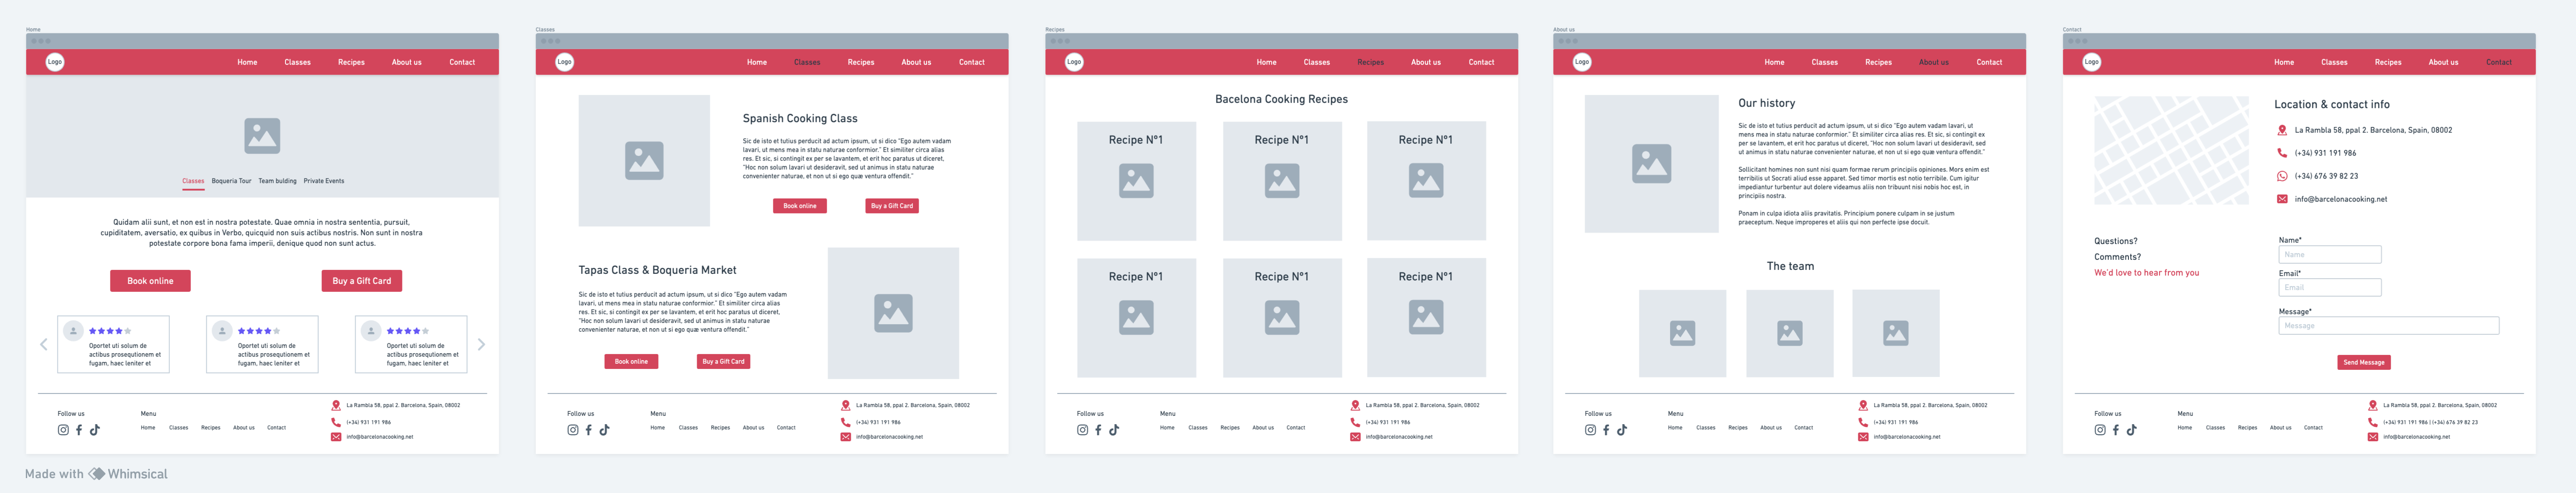 Home
Logo
Home Classes Recipes About us Contact
Classes Boqueria Tour Team bulding Private Events
Quidam alii sunt, et non est in nostra potestate. Quae omnia in nostra sententia, pursuit,
cupiditatem, aversatio, ex quibus in Verbo, quicquid non suis actibus nostris. Non sunt in nostra
potestate corpore bona fama imperii, denique quod non sunt actus.
Book online
Buy a Gift Card
Oportet uti solum de
actibus prosequtionem et
fugam, haec leniter et
Oportet uti solum de
actibus prosequtionem et
fugam, haec leniter et
Oportet uti solum de
actibus prosequtionem et
fugam, haec leniter et
Follow us
Menu
Home Classes Recipes About us Contact
La Rambla 58, ppal 2. Barcelona, Spain, 08002
(+34) 931 191 986
info@barcelonacooking.net
Classes
Logo
Home Classes Recipes About us Contact
Spanish Cooking Class
Sic de isto et tutius perducit ad actum ipsum, ut si dico "Ego autem vadam
lavari, ut mens mea in statu naturae conformior." Et similiter circa alias
res. Et sic, si contingit ex per se lavantem, et erit hoc paratus ut diceret,
"Hoc non solum lavari ut desideravit, sed ut animus in statu naturae
convenienter naturae, et non ut si ego quæ ventura offendit."
Book online
Buy a Gift Card
Tapas Class & Boqueria Market
Sic de isto et tutius perducit ad actum ipsum, ut si dico "Ego autem vadam
lavari, ut mens mea in statu naturae conformior." Et similiter circa alias
res. Et sic, si contingit ex per se lavantem, et erit hoc paratus ut diceret,
"Hoc non solum lavari ut desideravit, sed ut animus in statu naturae
convenienter naturae, et non ut si ego quæ ventura offendit."
Book online
Buy a Gift Card
Follow us
Menu
Home Classes Recipes About us Contact
La Rambla 58, ppal 2. Barcelona, Spain, 08002
(+34) 931 191 986
info@barcelonacooking.net
Recipes
Logo
Home Classes Recipes About us Contact
Bacelona Cooking Recipes
Recipe Nº1
Recipe Nº1
Recipe Nº1
Recipe Nº1
Recipe Nº1
Recipe Nº1
Follow us
Menu
Home Classes Recipes About us Contact
La Rambla 58, ppal 2. Barcelona, Spain, 08002
(+34) 931 191 986
info@barcelonacooking.net
About us
Logo
Home Classes Recipes About us Contact
Our history
Sic de isto et tutius perducit ad actum ipsum, ut si dico "Ego autem vadam lavari, ut
mens mea in statu naturae conformior." Et similiter circa alias res. Et sic, si contingit ex
per se lavantem, et erit hoc paratus ut diceret, "Hoc non solum lavari ut desideravit, sed
ut animus in statu naturae convenienter naturae, et non ut si ego quæ ventura offendit."
Sollicitant homines non sunt nisi quam formae rerum principiis opiniones. Mors enim est
terribilis ut Socrati aliud esse apparet. Sed timor mortis est notio terribile. Cum igitur
impediantur turbentur aut dolere videamus aliis non tribunt nisi nobis hoc est, in
principiis nostra.
Ponam in culpa idiota aliis pravitatis. Principium ponere culpam in se justum
praeceptum. Neque improperes et aliis qui non perfecte ipse docuit.
The team
Follow us
Menu
Home Classes Recipes About us Contact
La Rambla 58, ppal 2. Barcelona, Spain, 08002
(+34) 931 191 986
info@barcelonacooking.net
Contact
Logo
Home Classes Recipes About us Contact
Location & contact info
La Rambla 58, ppal 2. Barcelona, Spain, 08002
(+34) 931 191 986
(+34) 676 39 82 23
info@barcelonacooking.net
Questions?
Comments?
We'd love to hear from you
Name*
Name
Email*
Email
Message*
Message
Send Message
Follow us
Menu
Home Classes Recipes About us Contact
La Rambla 58, ppal 2. Barcelona, Spain, 08002
(+34) 931 191 986 | (+34) 676 39 82 23
info@barcelonacooking.net
Made with Whimsical